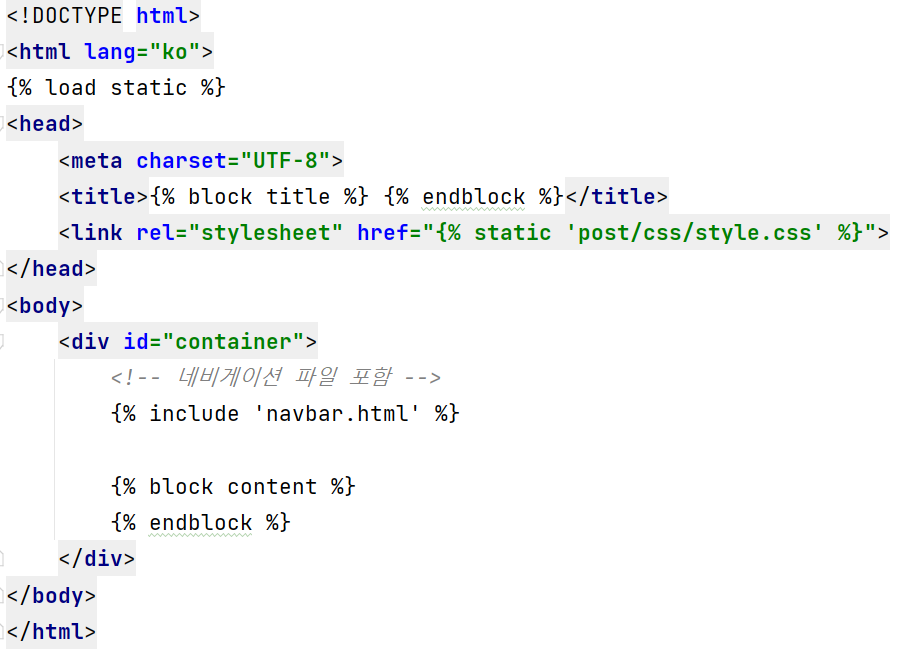 <!DOCTYPE html>
<html lang="ko">
{% load static %}
<head>
    <meta charset="UTF-8">
    <title>{% block title %} {% endblock %}</title>
    <link rel="stylesheet" href="{% static 'post/css/style.css' %}">
</head>
<body>
    <div id="container">
        <!-- 네비게이션 파일 포함 -->
        {% include 'navbar.html' %}

        {% block content %}
        {% endblock %}
    </div>
</body>
</html>